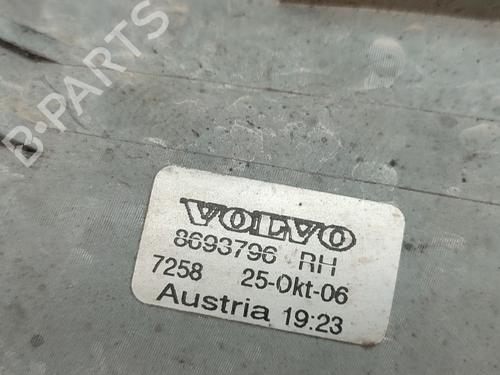 B-PARTS
VOLVO
8693796 RH
7258 25-Okt-06
Austria 19:23